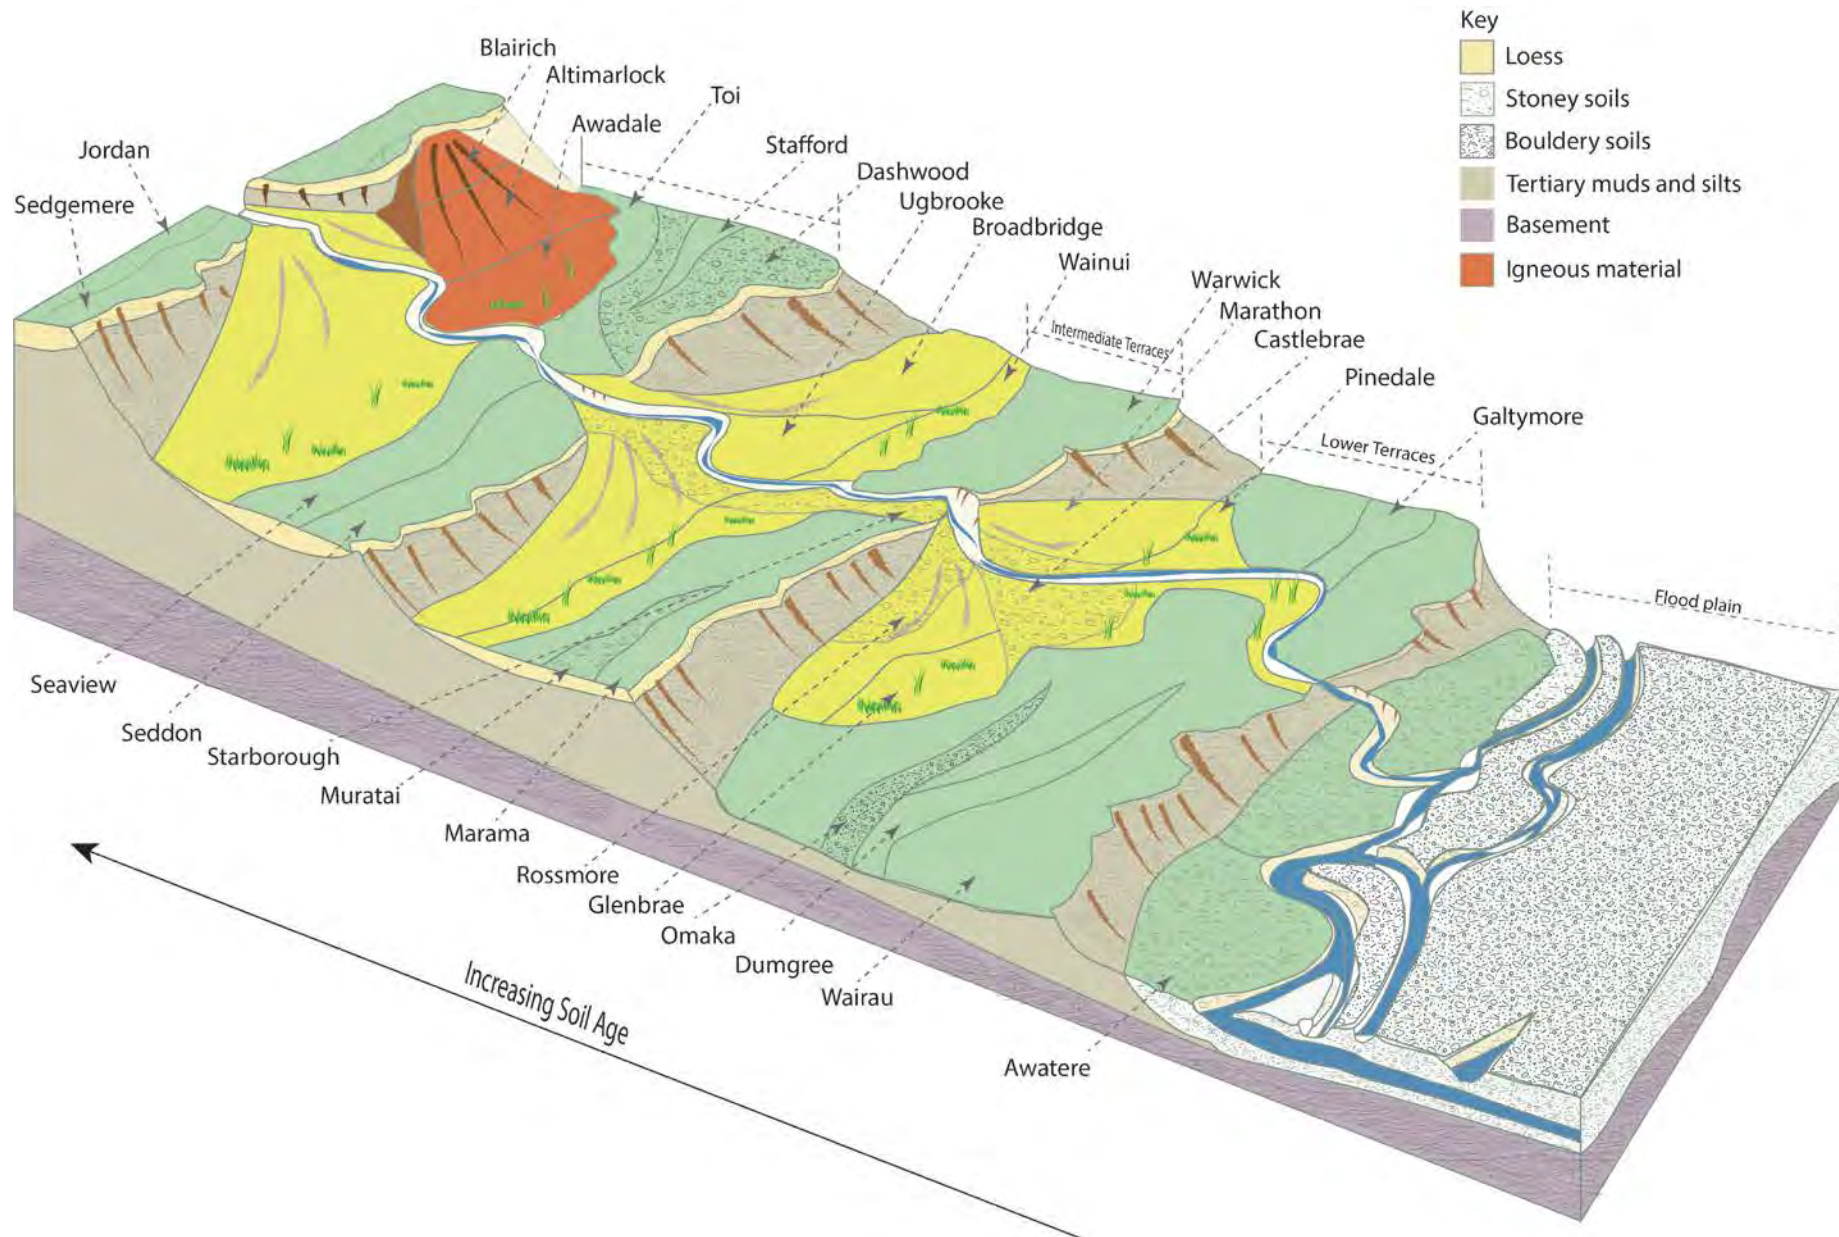 Key
Loess
Stoney soils
Bouldery soils
Tertiary muds and silts
Basement
Igneous material
Blairich
Altimarlock
Awadale
Toi
Stafford
Dashwood
Ugbrooke
Broadbridge
Wainui
Warwick
Marathon
Castlebrae
Pinedale
Galtymore
Jordan
Sedgemere
Intermediate Terraces
Lower Terraces
Flood plain
Seaview
Seddon
Starborough
Muratai
Marama
Rossmore
Glenbrae
Omaka
Dumgree
Wairau
Awatere
Increasing Soil Age